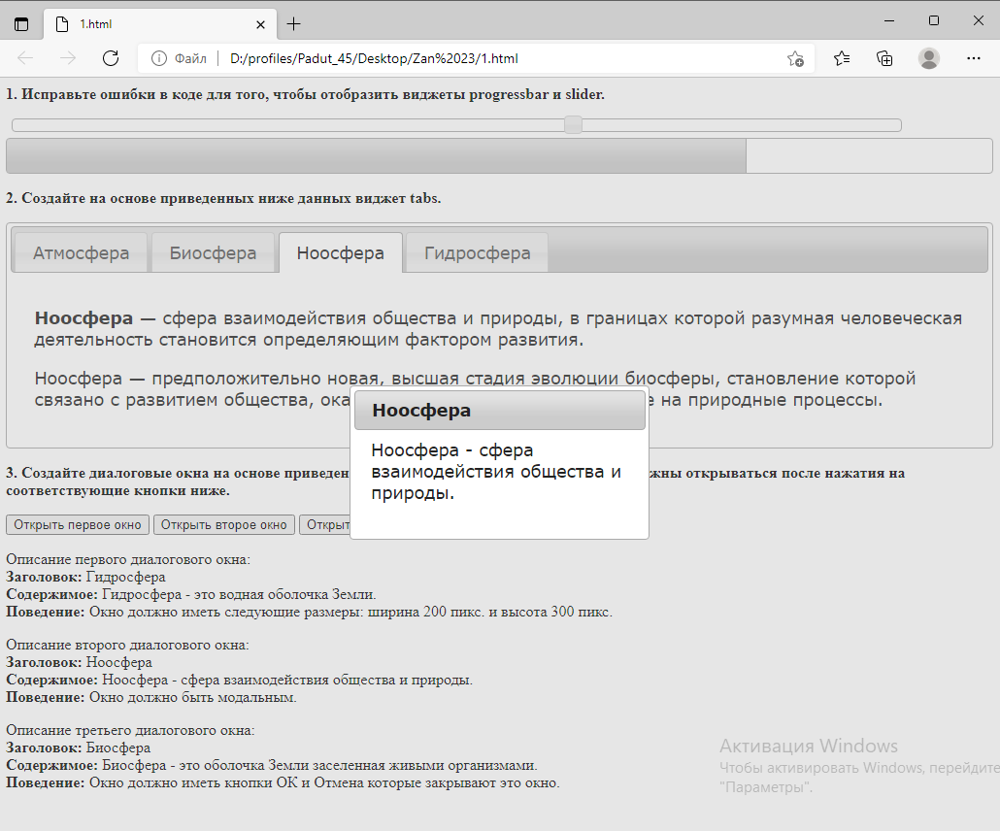 1.html
Файл
D:/profiles/Padut_45/Desktop/Zan%2023/1.html
1. Исправьте ошибки в коде для того, чтобы отобразить виджеты progressbar и slider.
2. Создайте на основе приведенных ниже данных виджет tabs.
Атмосфера Биосфера Ноосфера Гидросфера
Ноосфера — сфера взаимодействия общества и природы, в границах которой разумная человеческая
деятельность становится определяющим фактором развития.
Ноосфера — предположительно новая, высшая стадия эволюции биосферы, становление которой
связано с развитием общества, ока е на природные процессы.
Ноосфера
Ноосфера - сфера
взаимодействия общества и
природы.
3. Создайте диалоговые окна на основе приведен жны открываться после нажатия на
соответствующие кнопки ниже.
Открыть первое окно Открыть второе окно Открыт
Описание первого диалогового окна:
Заголовок: Гидросфера
Содержимое: Гидросфера - это водная оболочка Земли.
Поведение: Окно должно иметь следующие размеры: ширина 200 пикс. и высота 300 пикс.
Описание второго диалогового окна:
Заголовок: Ноосфера
Содержимое: Ноосфера - сфера взаимодействия общества и природы.
Поведение: Окно должно быть модальным.
Описание третьего диалогового окна:
Заголовок: Биосфера
Содержимое: Биосфера - это оболочка Земли заселенная живыми организмами.
Поведение: Окно должно иметь кнопки ОК и Отмена которые закрывают это окно.
Активация Windows
Чтобы активировать Windows, перейдите
"Параметры".